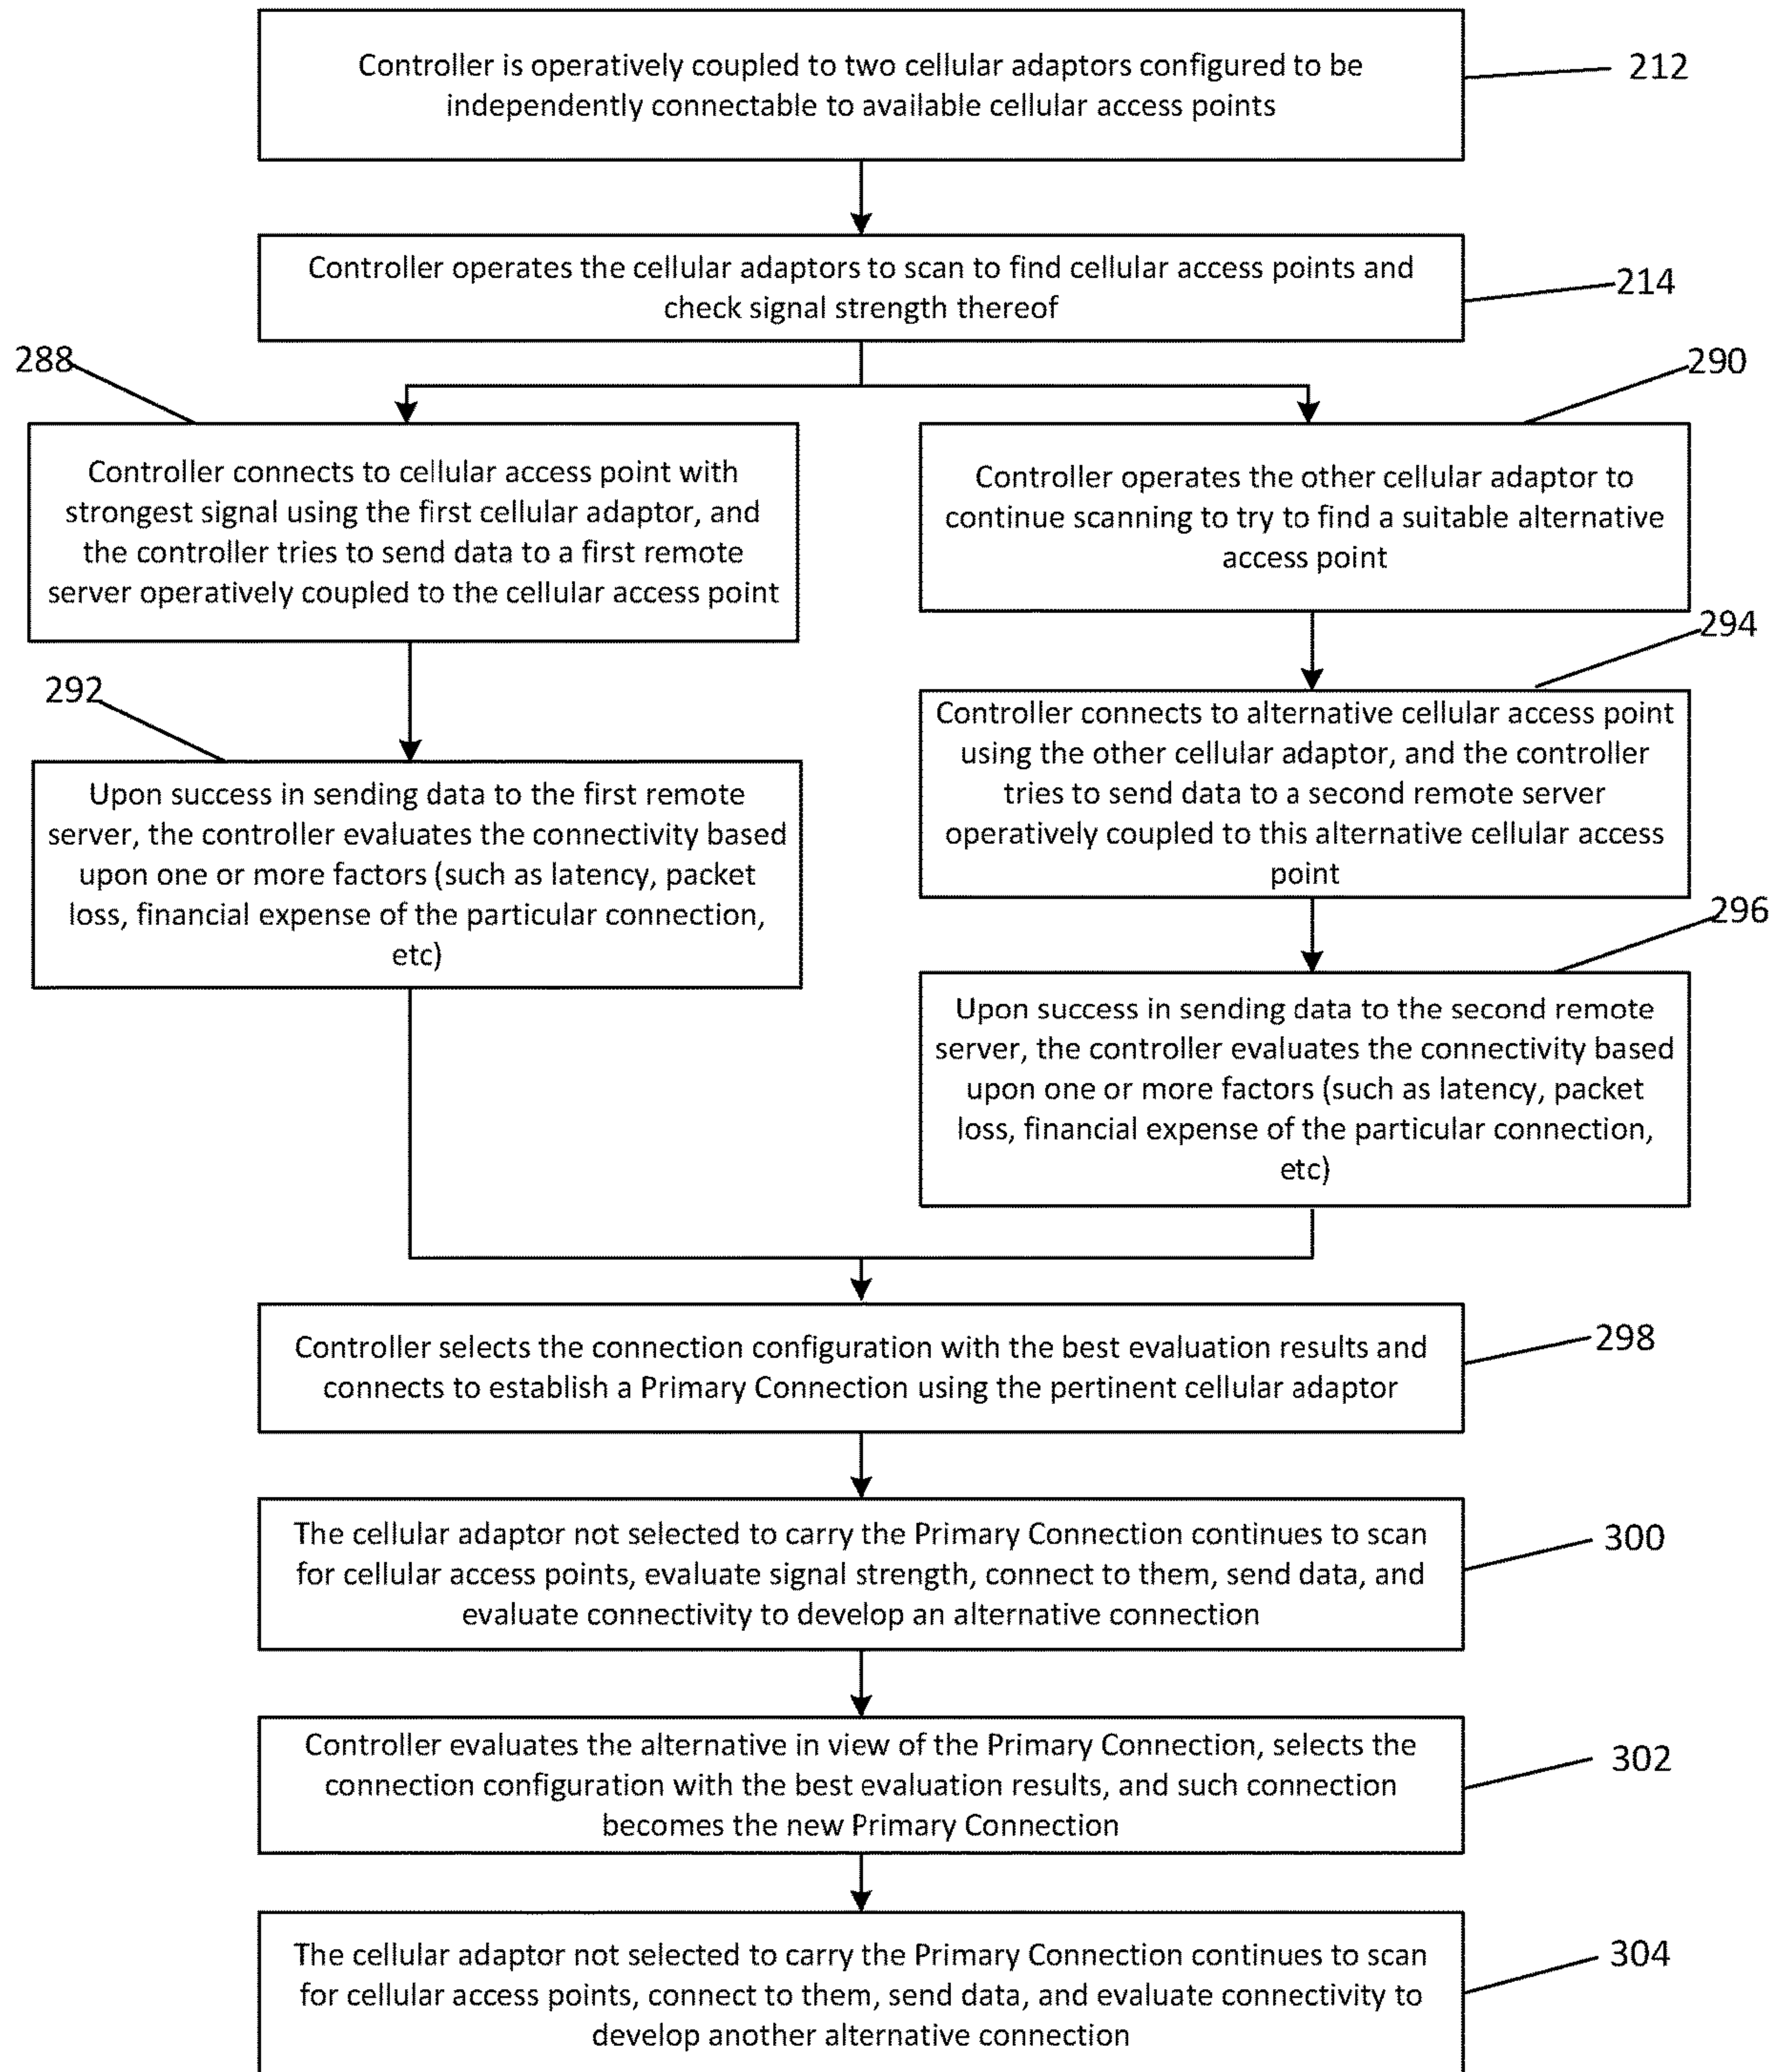 Controller is operatively coupled to two cellular adaptors configured to be
independently connectable to available cellular access points
212
Controller operates the cellular adaptors to scan to find cellular access points and
check signal strength thereof
214
288
Controller connects to cellular access point with
strongest signal using the first cellular adaptor, and
the controller tries to send data to a first remote
server operatively coupled to the cellular access point
290
Controller operates the other cellular adaptor to
continue scanning to try to find a suitable alternative
access point
292
Upon success in sending data to the first remote
server, the controller evaluates the connectivity based
upon one or more factors (such as latency, packet
loss, financial expense of the particular connection,
etc)
294
Controller connects to alternative cellular access point
using the other cellular adaptor, and the controller
tries to send data to a second remote server
operatively coupled to this alternative cellular access
point
296
Upon success in sending data to the second remote
server, the controller evaluates the connectivity based
upon one or more factors (such as latency, packet
loss, financial expense of the particular connection,
etc)
Controller selects the connection configuration with the best evaluation results and
connects to establish a Primary Connection using the pertinent cellular adaptor
298
The cellular adaptor not selected to carry the Primary Connection continues to scan
for cellular access points, evaluate signal strength, connect to them, send data, and
evaluate connectivity to develop an alternative connection
300
Controller evaluates the alternative in view of the Primary Connection, selects the
connection configuration with the best evaluation results, and such connection
becomes the new Primary Connection
302
The cellular adaptor not selected to carry the Primary Connection continues to scan
for cellular access points, connect to them, send data, and evaluate connectivity to
develop another alternative connection
304